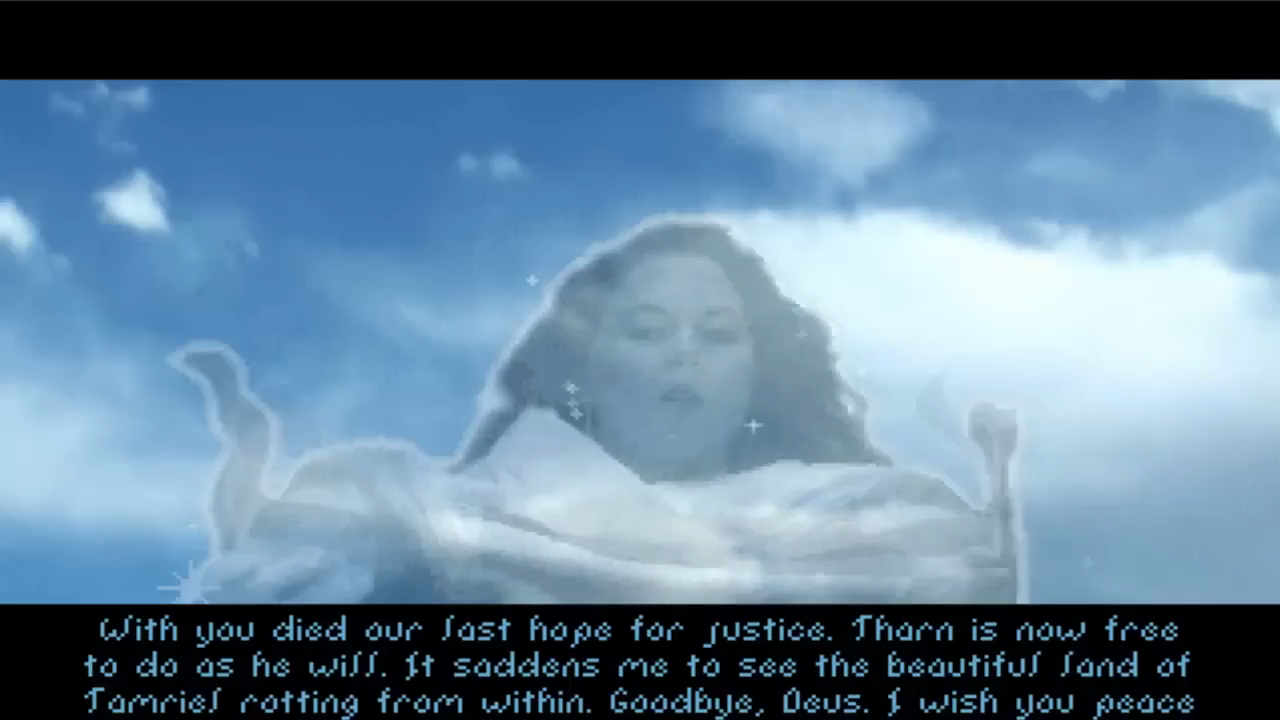 With you died our last hope for justice. Tharn is now free
to do as he will. It saddens me to see the beautiful land of
Tamriel rotting from within. Goodbye, Deus. I wish you peace